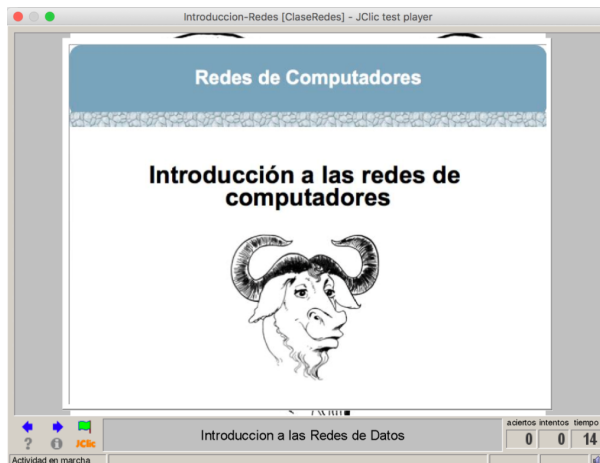 Introduccion-Redes [ClaseRedes] - JClic test player
Redes de Computadores
Introducción a las redes de
computadores
Introduccion a las Redes de Datos
aciertos intentos tiempo
0 0 14
? i JClic
Actividad en marcha